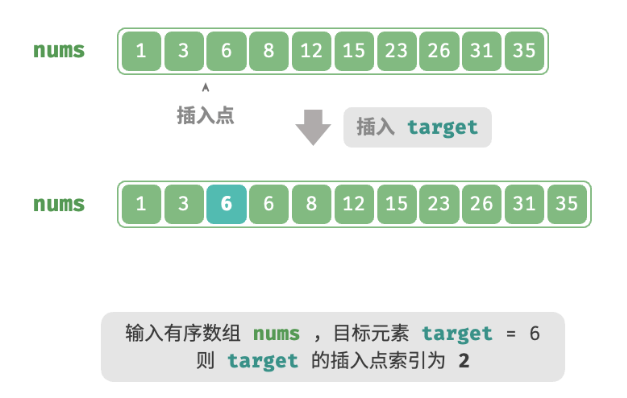 nums 1 3 6 8 12 15 23 26 31 35
插入点
插入 target
nums 1 3 6 6 8 12 15 23 26 31 35
输入有序数组 nums ，目标元素 target = 6
则 target 的插入点索引为 2